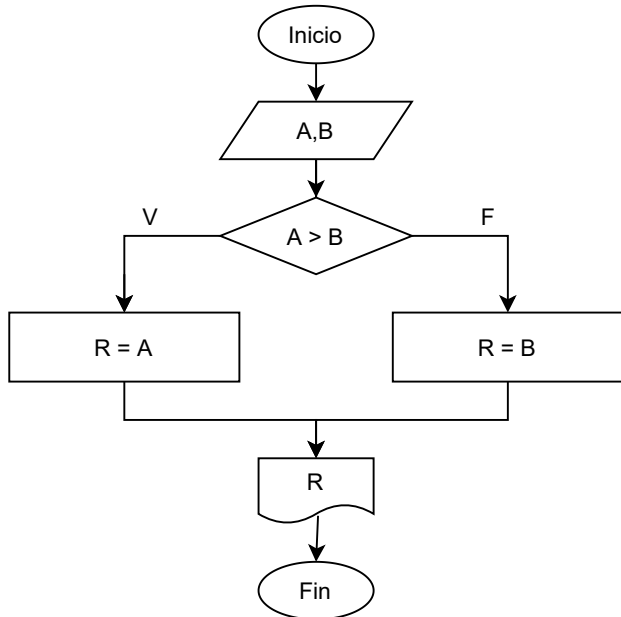 Inicio
A,B
V
F
A > B
R = A
R = B
R
Fin